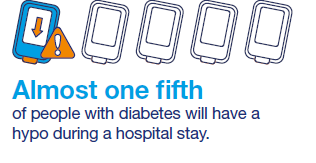 Almost one fifth
of people with diabetes will have a
hypo during a hospital stay.